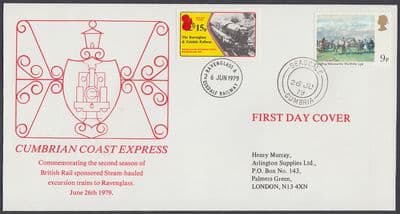 15p
The Ravenglass
& Eskdale Railway
RAVENGLASS &
6 JUN 1979
ESKDALE RAILWAY
9p
SEASCALE
26 JU
79
CUMBRIA
FIRST DAY COVER
CUMBRIAN COAST EXPRESS
Commemorating the second season of
British Rail sponsored Steam-hauled
excursion trains to Ravenglass.
June 26th 1979.
Henry Murray,
Arlington Supplies Ltd.,
P.O. Box No. 143,
Palmers Green,
LONDON, N13 4XN